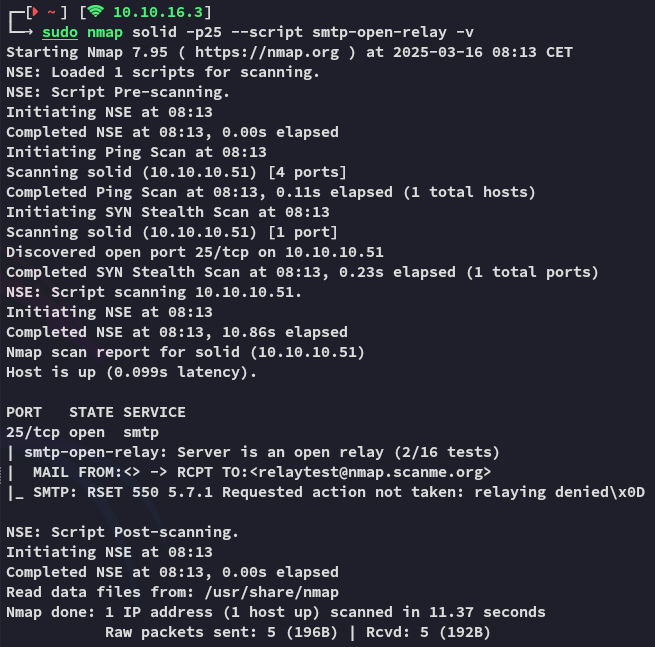 [ ~ ] [ 10.10.16.3]
sudo nmap solid -p25 --script smtp-open-relay -v
Starting Nmap 7.95 ( https://nmap.org ) at 2025-03-16 08:13 CET
NSE: Loaded 1 scripts for scanning.
NSE: Script Pre-scanning.
Initiating NSE at 08:13
Completed NSE at 08:13, 0.00s elapsed
Initiating Ping Scan at 08:13
Scanning solid (10.10.10.51) [4 ports]
Completed Ping Scan at 08:13, 0.11s elapsed (1 total hosts)
Initiating SYN Stealth Scan at 08:13
Scanning solid (10.10.10.51) [1 port]
Discovered open port 25/tcp on 10.10.10.51
Completed SYN Stealth Scan at 08:13, 0.23s elapsed (1 total ports)
NSE: Script scanning 10.10.10.51.
Initiating NSE at 08:13
Completed NSE at 08:13, 10.86s elapsed
Nmap scan report for solid (10.10.10.51)
Host is up (0.099s latency).
PORT   STATE SERVICE
25/tcp open  smtp
| smtp-open-relay: Server is an open relay (2/16 tests)
|  MAIL FROM:<> -> RCPT TO:<relaytest@nmap.scanme.org>
|_ SMTP: RSET 550 5.7.1 Requested action not taken: relaying denied\x0D
NSE: Script Post-scanning.
Initiating NSE at 08:13
Completed NSE at 08:13, 0.00s elapsed
Read data files from: /usr/share/nmap
Nmap done: 1 IP address (1 host up) scanned in 11.37 seconds
Raw packets sent: 5 (196B) | Rcvd: 5 (192B)